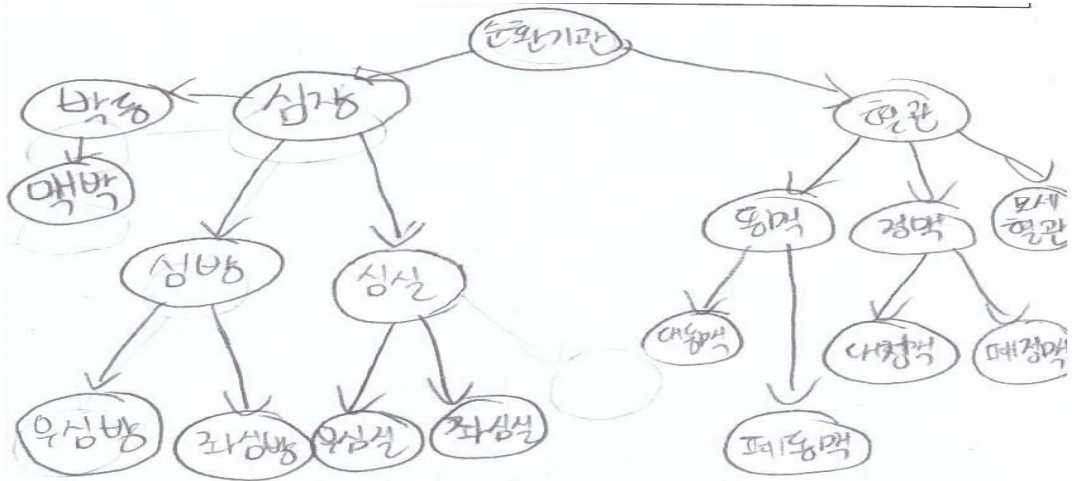 순환기관
박동
심장
혈관
맥박
동맥
정맥
모세
혈관
심방
심실
대동맥
대정맥
폐정맥
우심방
좌심방
우심실
좌심실
폐동맥